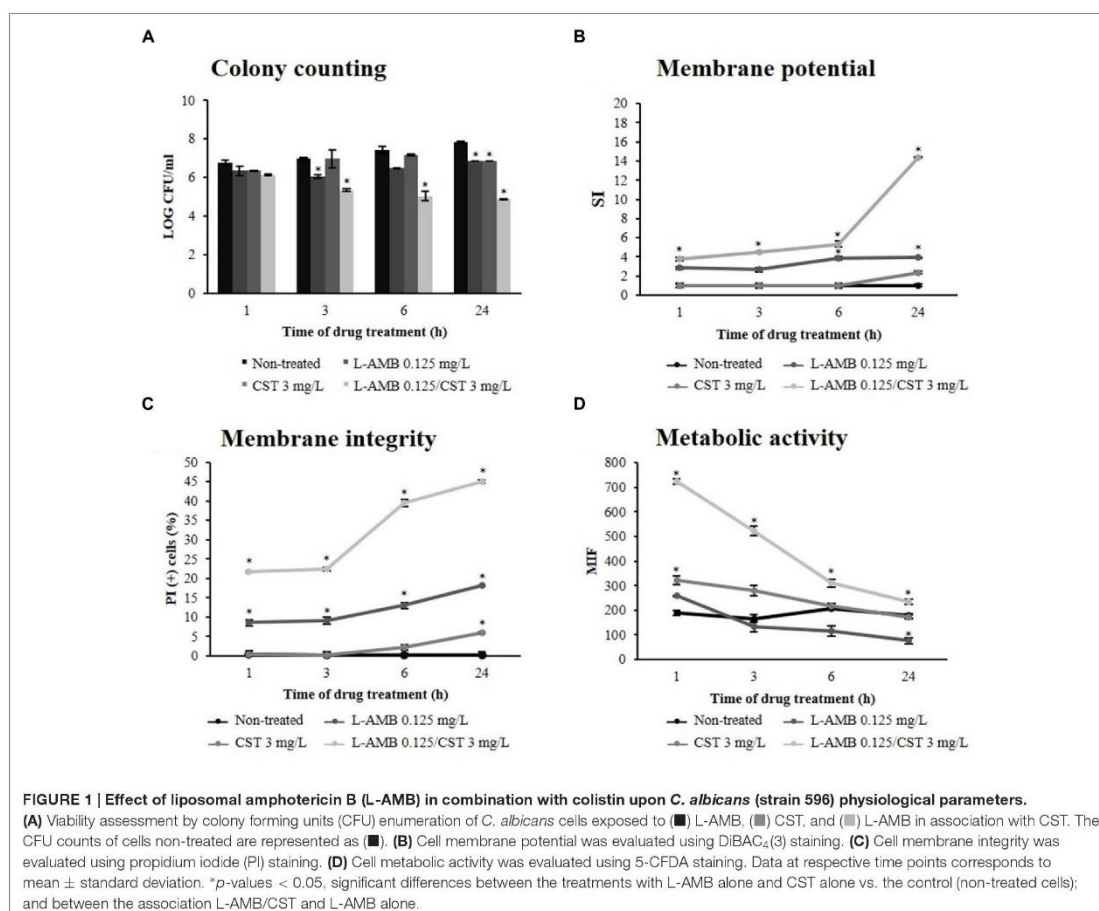 A
Colony counting
10
8
6
4
2
0
LOG CFU/ml
* * * * * *
1 3 6 24
Time of drug treatment (h)
Non-treated L-AMB 0.125 mg/L
CST 3 mg/L L-AMB 0.125/CST 3 mg/L
B
Membrane potential
20
18
16
14
12
10
8
6
4
2
0
SI
* * * * * *
1 3 6 24
Time of drug treatment (h)
Non-treated L-AMB 0.125 mg/L
CST 3 mg/L L-AMB 0.125/CST 3 mg/L
C
Membrane integrity
50
45
40
35
30
25
20
15
10
5
0
PI (+) cells (%)
* * * * * * * * *
1 3 6 24
Time of drug treatment (h)
Non-treated L-AMB 0.125 mg/L
CST 3 mg/L L-AMB 0.125/CST 3 mg/L
D
Metabolic activity
800
700
600
500
400
300
200
100
0
MIF
* * * * * *
1 3 6 24
Time of drug treatment (h)
Non-treated L-AMB 0.125 mg/L
CST 3 mg/L L-AMB 0.125/CST 3 mg/L
FIGURE 1 | Effect of liposomal amphotericin B (L-AMB) in combination with colistin upon C. albicans (strain 596) physiological parameters.
(A) Viability assessment by colony forming units (CFU) enumeration of C. albicans cells exposed to (■) L-AMB, (■) CST, and (■) L-AMB in association with CST. The
CFU counts of cells non-treated are represented as (■). (B) Cell membrane potential was evaluated using DiBAC₄(3) staining. (C) Cell membrane integrity was
evaluated using propidium iodide (PI) staining. (D) Cell metabolic activity was evaluated using 5-CFDA staining. Data at respective time points corresponds to
mean ± standard deviation. *p-values < 0.05, significant differences between the treatments with L-AMB alone and CST alone vs. the control (non-treated cells);
and between the association L-AMB/CST and L-AMB alone.